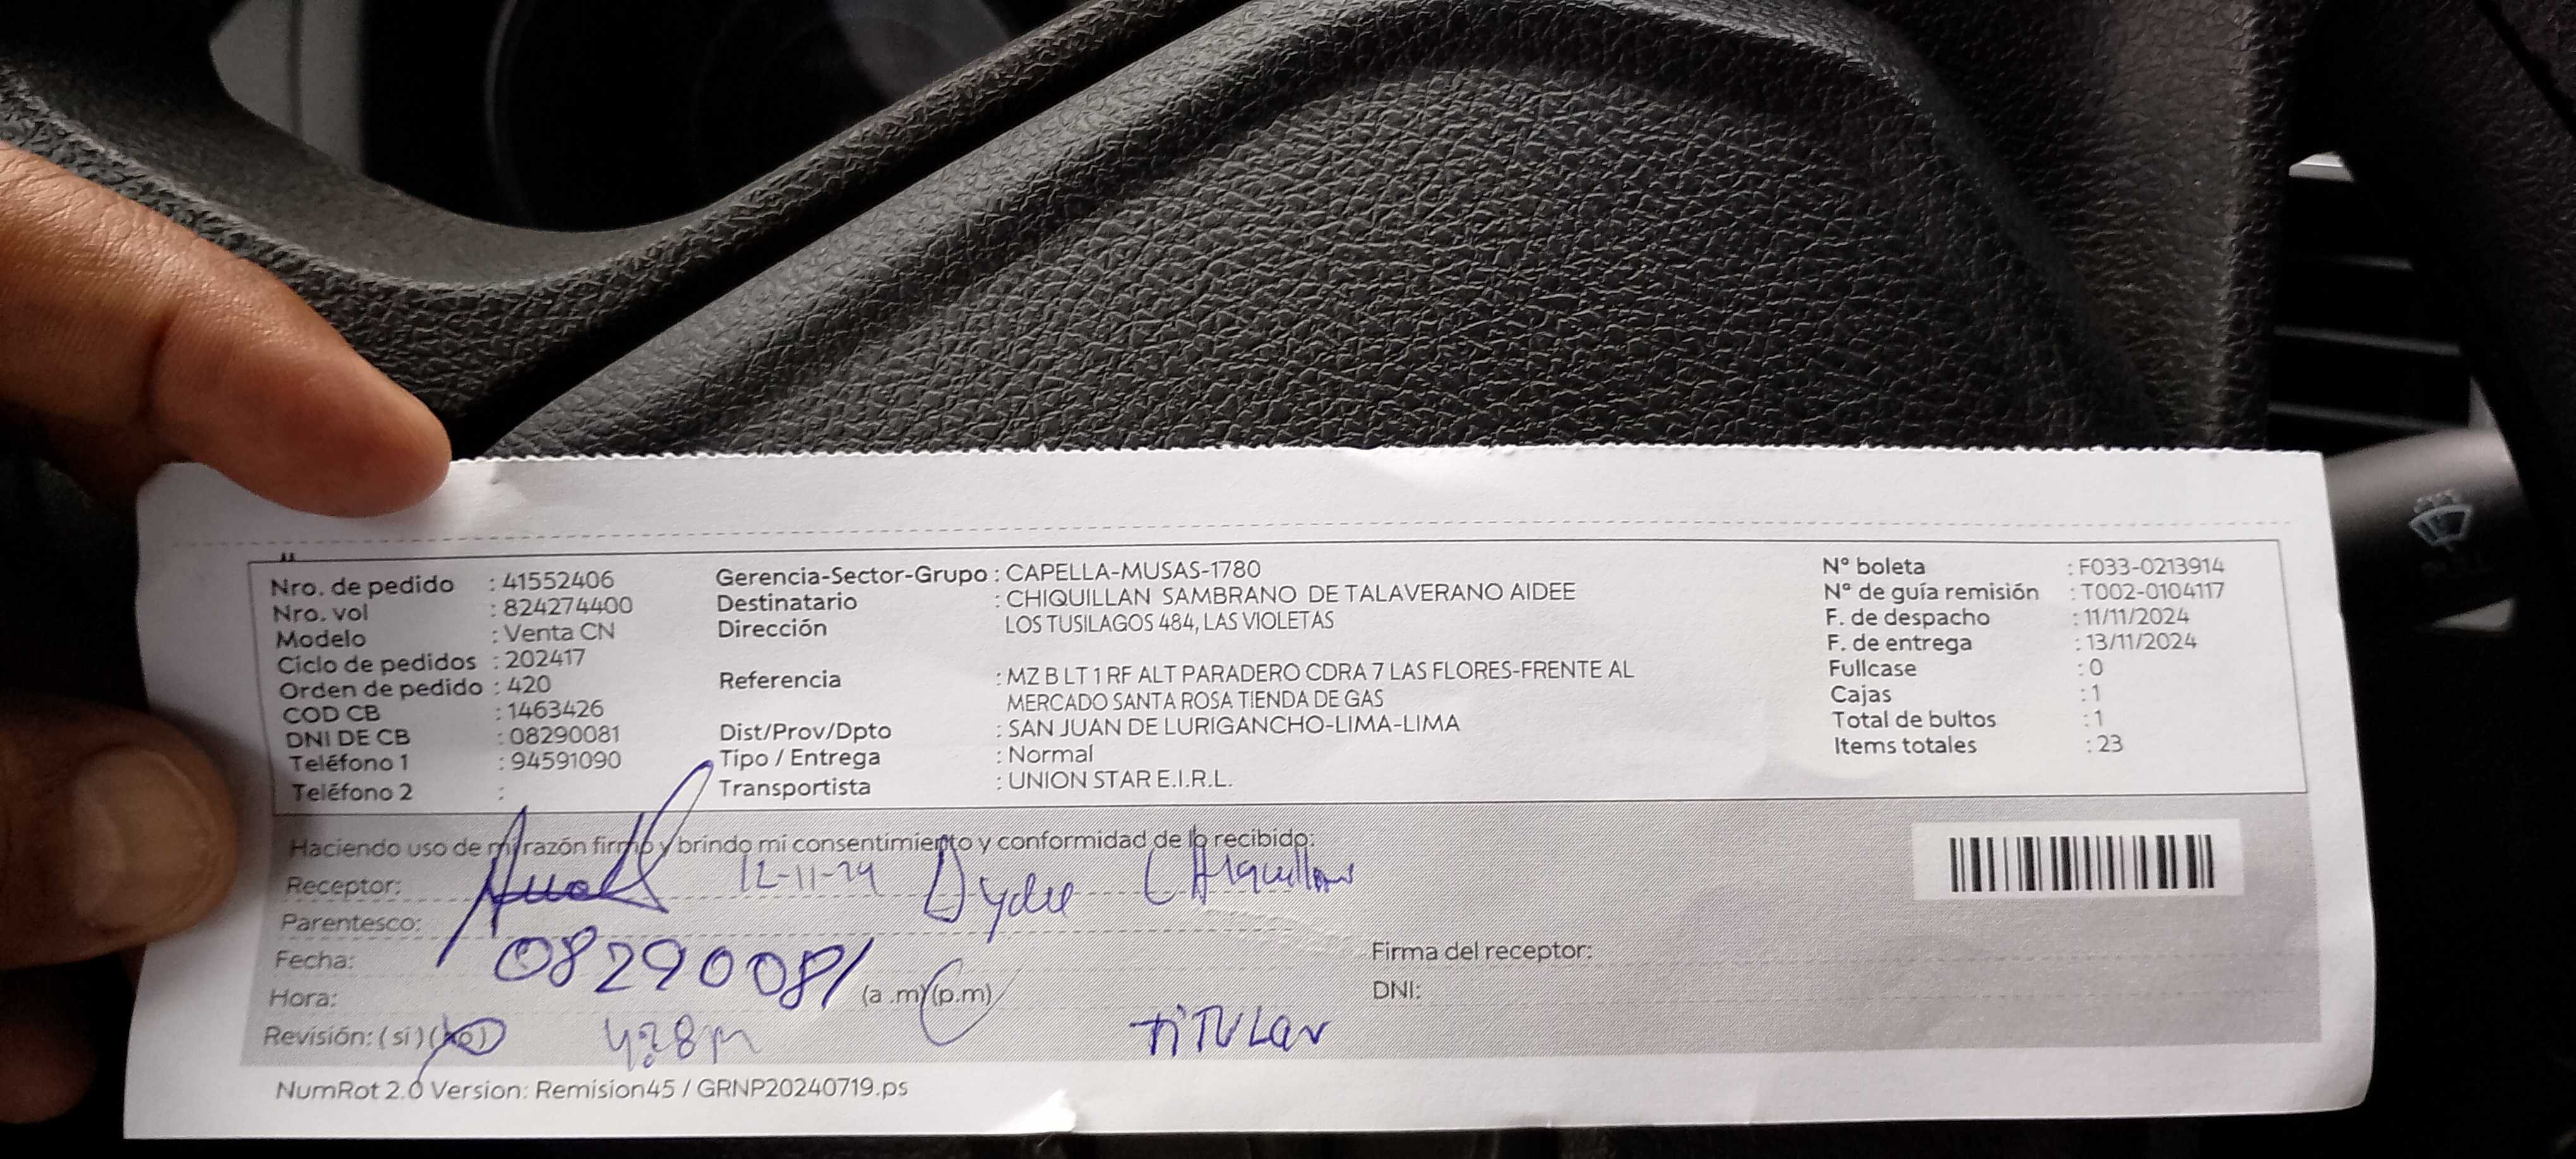 Nro. de pedido : 41552406
Nro. vol : 824274400
Modelo : Venta CN
Ciclo de pedidos : 202417
Orden de pedido : 420
COD CB : 1463426
DNI DE CB : 08290081
Teléfono 1 : 94591090
Teléfono 2 :
Gerencia-Sector-Grupo : CAPELLA-MUSAS-1780
Destinatario : CHIQUILLAN SAMBRANO DE TALAVERANO AIDEE
Dirección LOS TUSILAGOS 484, LAS VIOLETAS
Referencia : MZ B LT 1 RF ALT PARADERO CDRA 7 LAS FLORES-FRENTE AL
MERCADO SANTA ROSA TIENDA DE GAS
Dist/Prov/Dpto : SAN JUAN DE LURIGANCHO-LIMA-LIMA
Tipo / Entrega : Normal
Transportista : UNION STAR E.I.R.L.
N° boleta : F033-0213914
N° de guía remisión : T002-0104117
F. de despacho : 11/11/2024
F. de entrega : 13/11/2024
Fullcase : 0
Cajas : 1
Total de bultos : 1
Items totales : 23
Haciendo uso de mi razón firmo y brindo mi consentimiento y conformidad de lo recibido:
Receptor: 12-11-24
Parentesco:
Fecha: 08290081
Hora: (a .m)(p.m)
Revisión: (si) (no)
Firma del receptor:
DNI:
TiTULar
NumRot 2.0 Version: Remision45 / GRNP20240719.ps